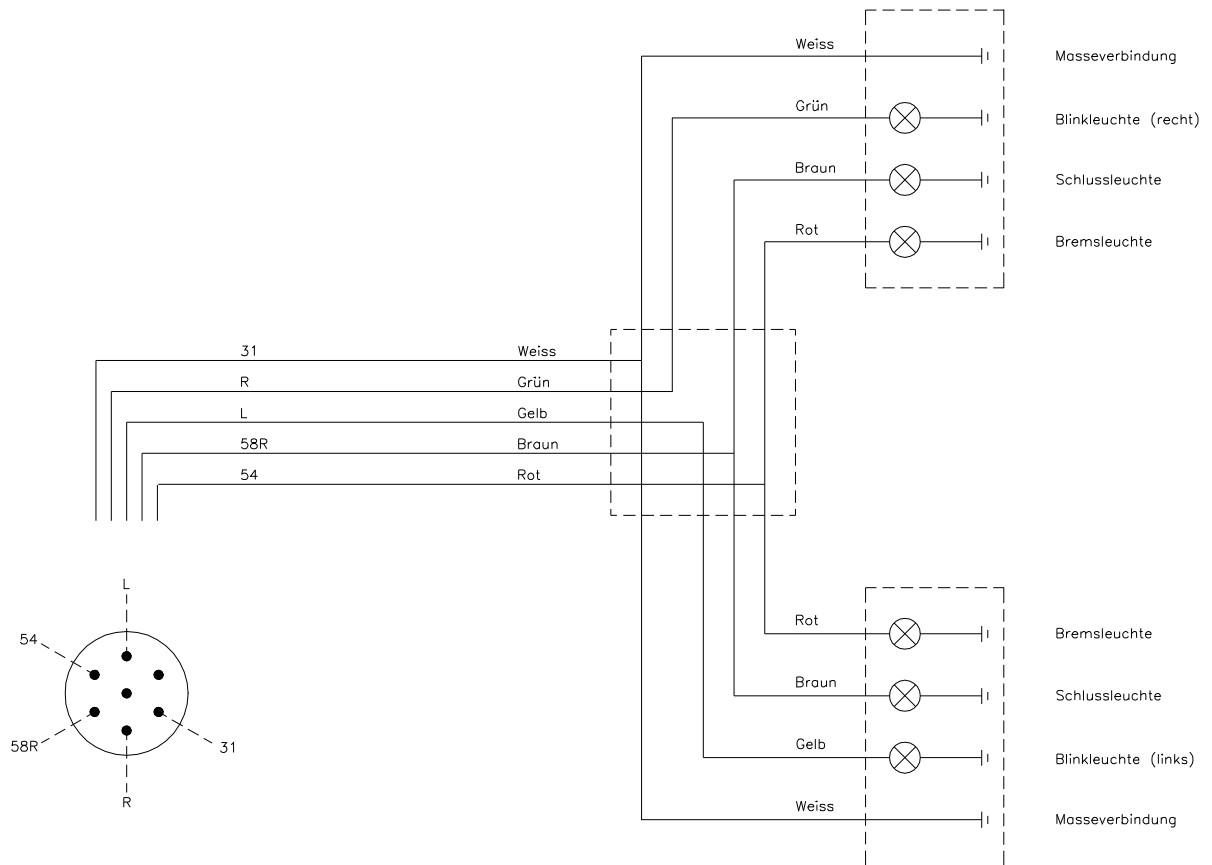 Weiss Masseverbindung
Grün Blinkleuchte (recht)
Braun Schlussleuchte
Rot Bremsleuchte
31 Weiss
R Grün
L Gelb
58R Braun
54 Rot
L
54
58R
31
R
Rot Bremsleuchte
Braun Schlussleuchte
Gelb Blinkleuchte (links)
Weiss Masseverbindung